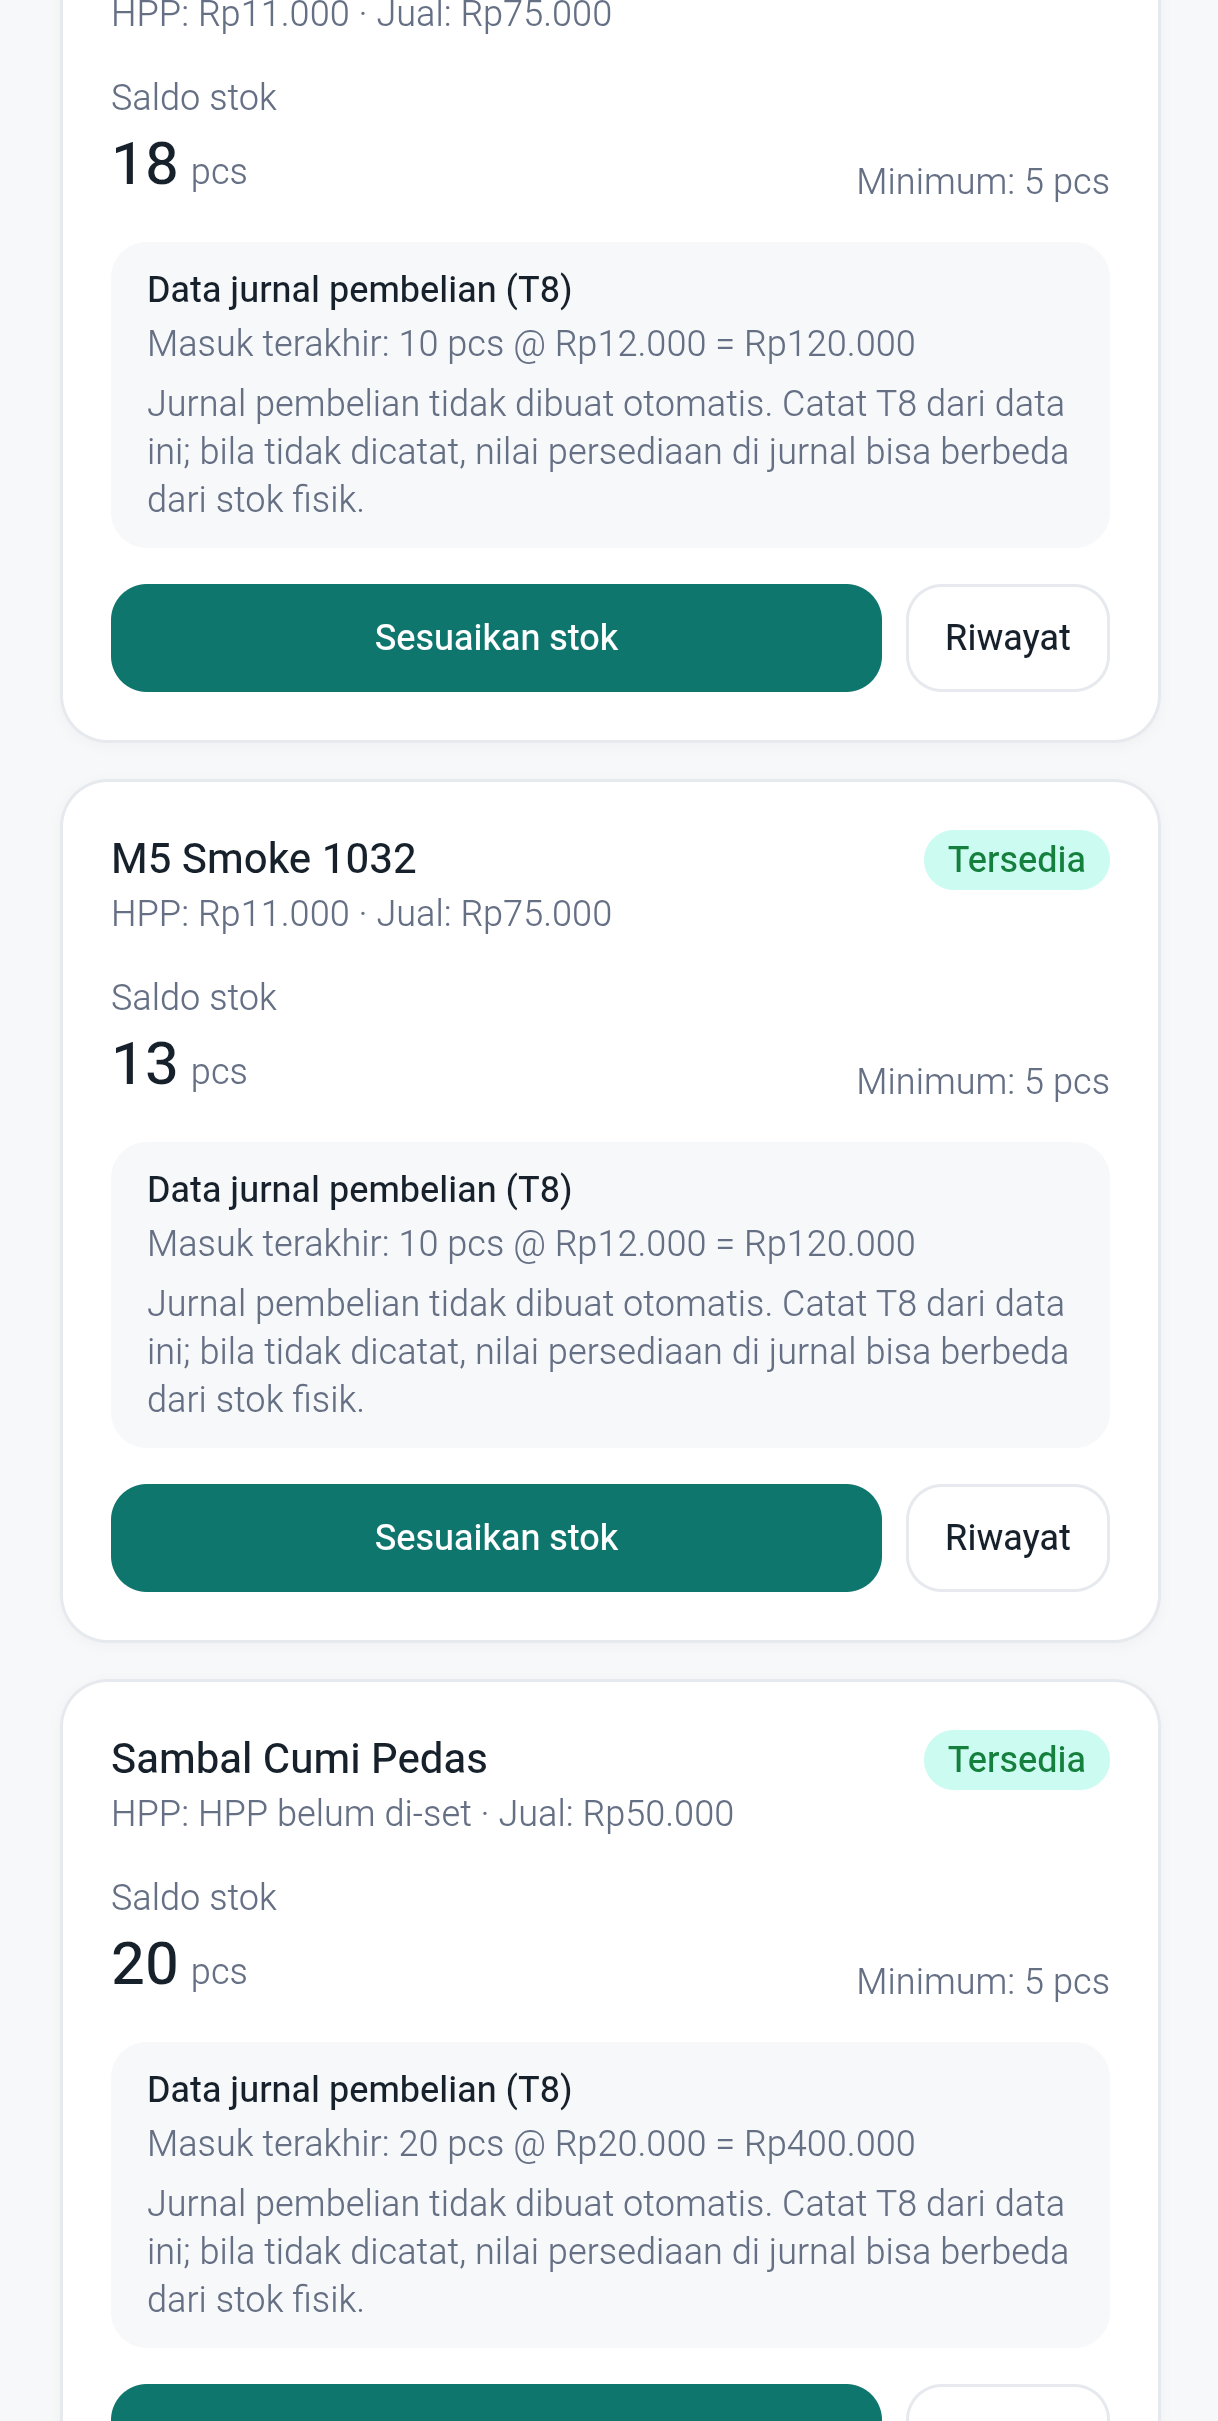 HPP: Rp11.000 · Jual: Rp75.000
Saldo stok
18 pcs
Minimum: 5 pcs
Data jurnal pembelian (T8)
Masuk terakhir: 10 pcs @ Rp12.000 = Rp120.000
Jurnal pembelian tidak dibuat otomatis. Catat T8 dari data
ini; bila tidak dicatat, nilai persediaan di jurnal bisa berbeda
dari stok fisik.
Sesuaikan stok
Riwayat
M5 Smoke 1032
Tersedia
HPP: Rp11.000 · Jual: Rp75.000
Saldo stok
13 pcs
Minimum: 5 pcs
Data jurnal pembelian (T8)
Masuk terakhir: 10 pcs @ Rp12.000 = Rp120.000
Jurnal pembelian tidak dibuat otomatis. Catat T8 dari data
ini; bila tidak dicatat, nilai persediaan di jurnal bisa berbeda
dari stok fisik.
Sesuaikan stok
Riwayat
Sambal Cumi Pedas
Tersedia
HPP: HPP belum di-set · Jual: Rp50.000
Saldo stok
20 pcs
Minimum: 5 pcs
Data jurnal pembelian (T8)
Masuk terakhir: 20 pcs @ Rp20.000 = Rp400.000
Jurnal pembelian tidak dibuat otomatis. Catat T8 dari data
ini; bila tidak dicatat, nilai persediaan di jurnal bisa berbeda
dari stok fisik.